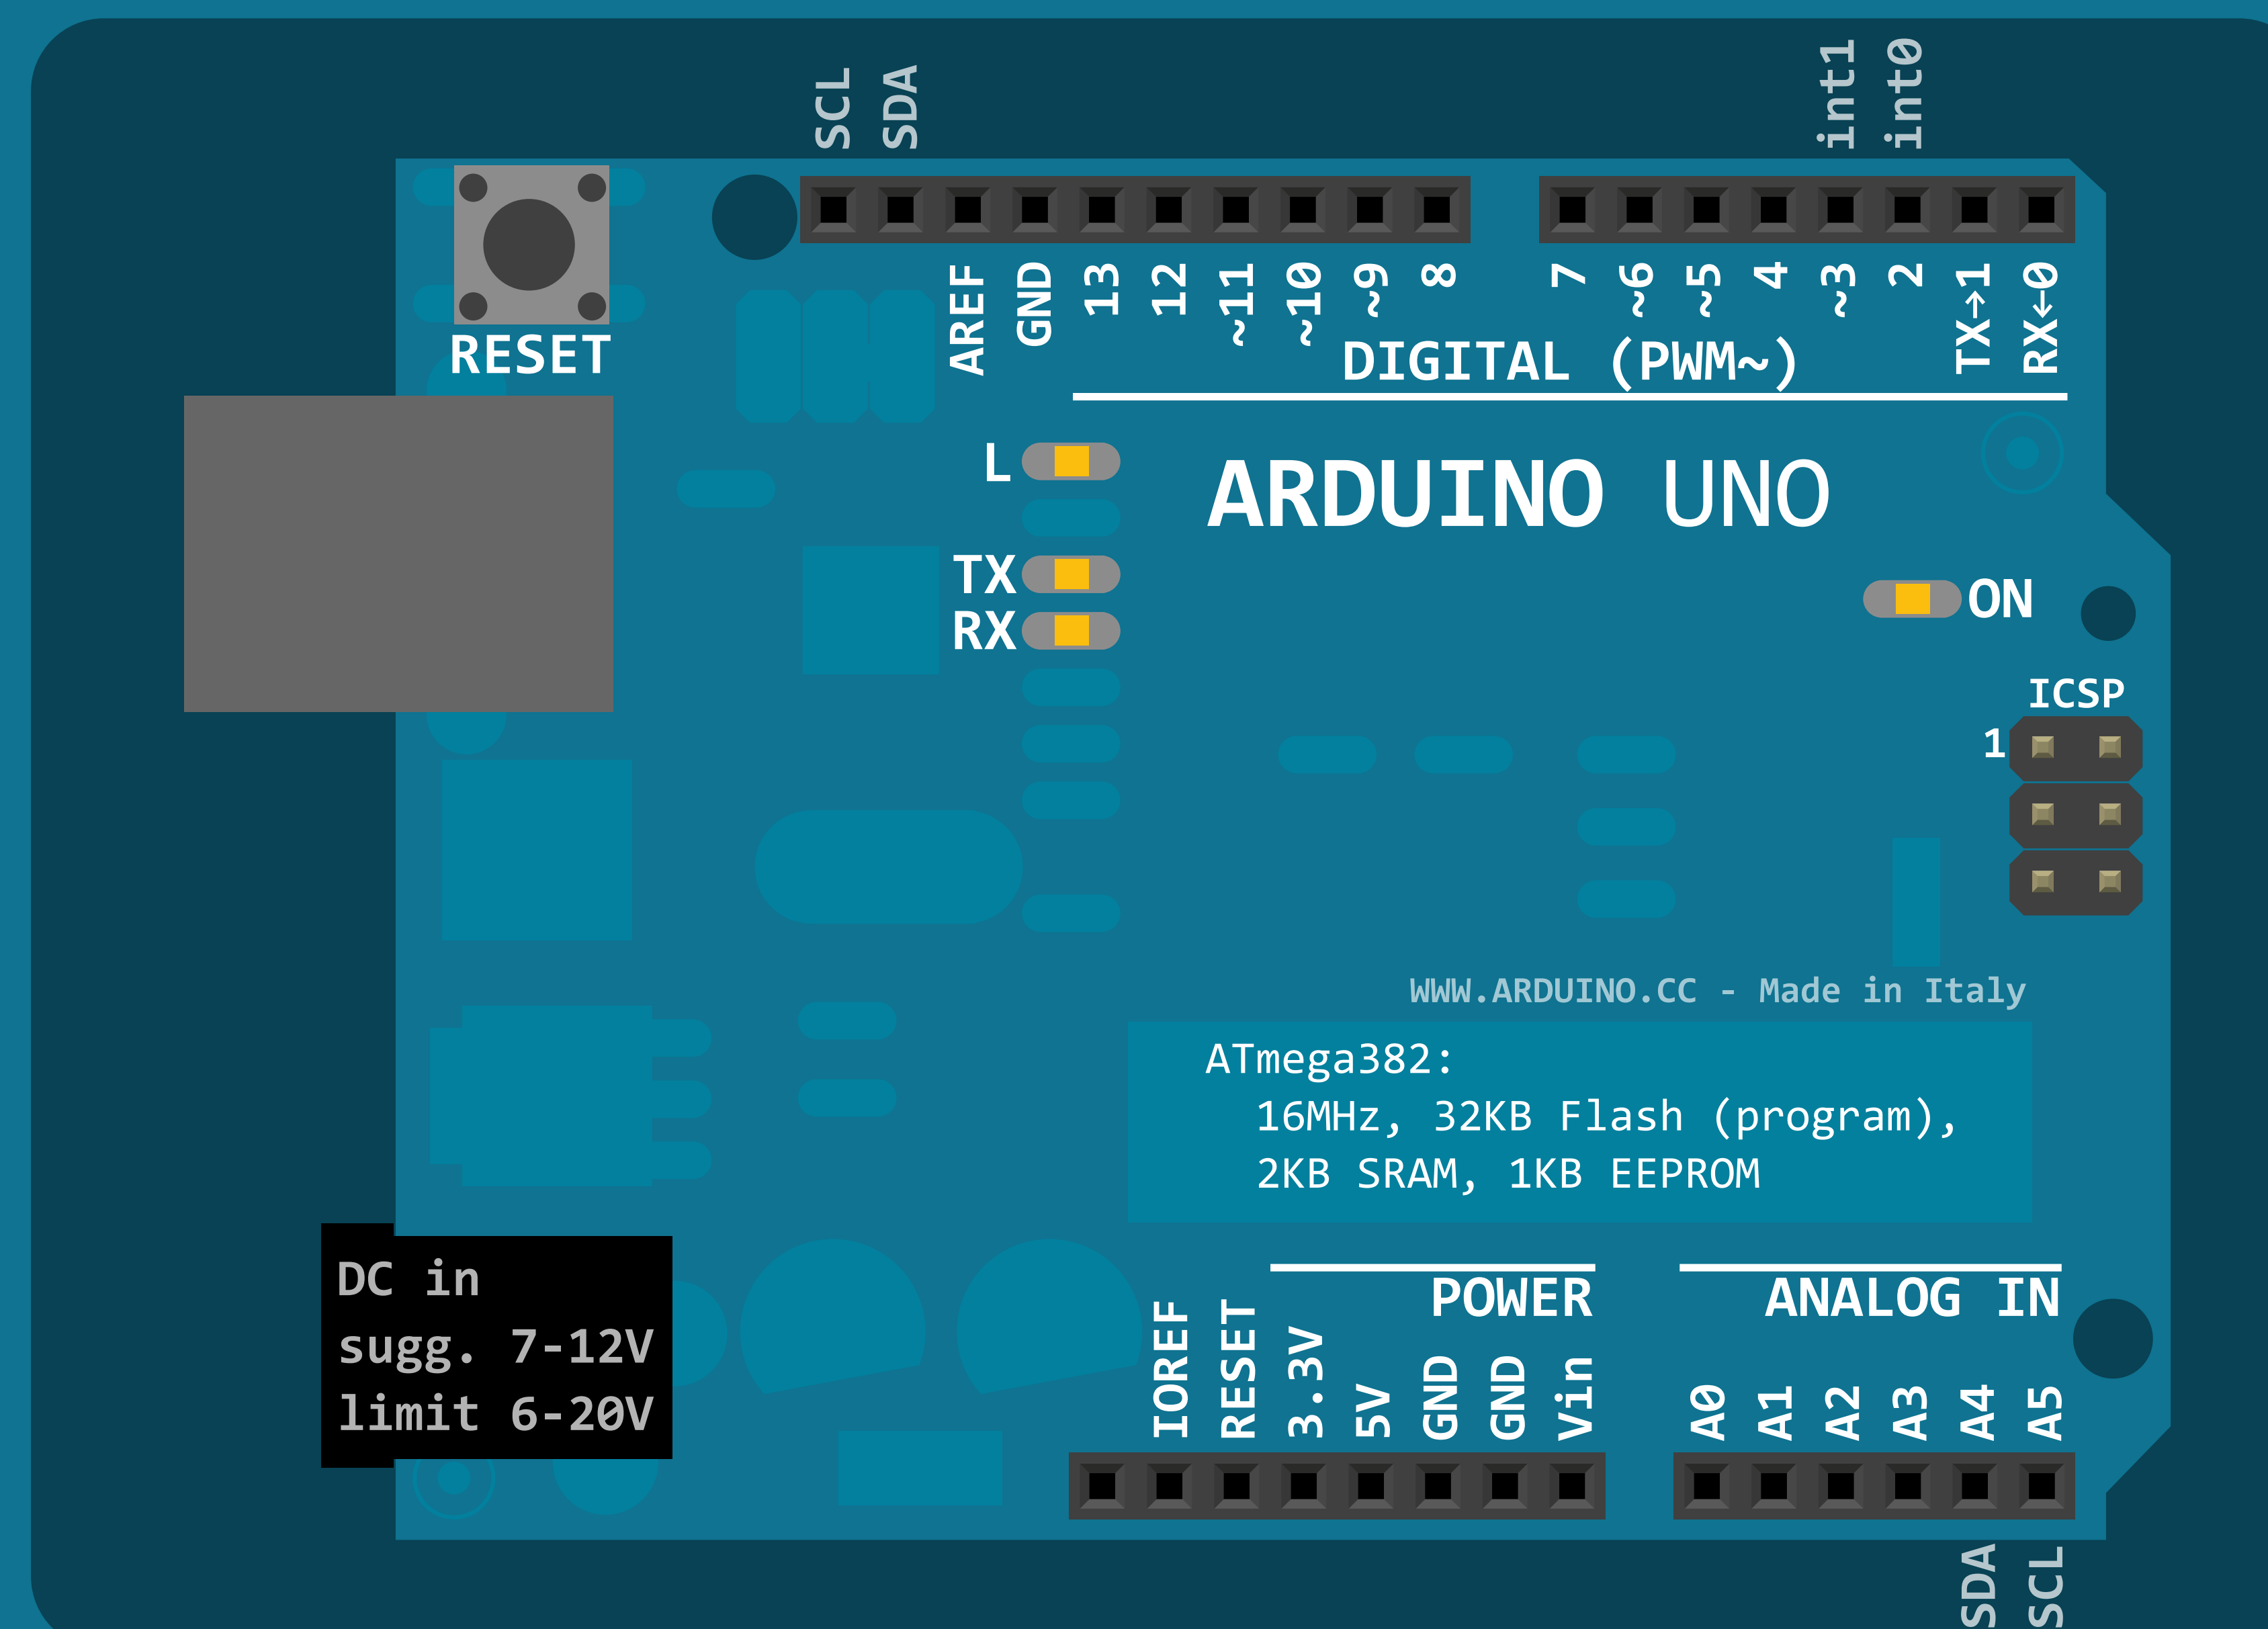 SCL
SDA
int1
int0
AREF
GND
13
12
~11
~10
~9
8
7
~6
~5
4
~3
2
TX→1
RX←0
RESET
DIGITAL (PWM~)
L
ARDUINO UNO
TX
RX
ON
ICSP
1
WWW.ARDUINO.CC - Made in Italy
ATmega382:
16MHz, 32KB Flash (program),
2KB SRAM, 1KB EEPROM
DC in
sugg. 7-12V
limit 6-20V
POWER
ANALOG IN
IOREF
RESET
3.3V
5V
GND
GND
Vin
A0
A1
A2
A3
A4
A5
SDA
SCL